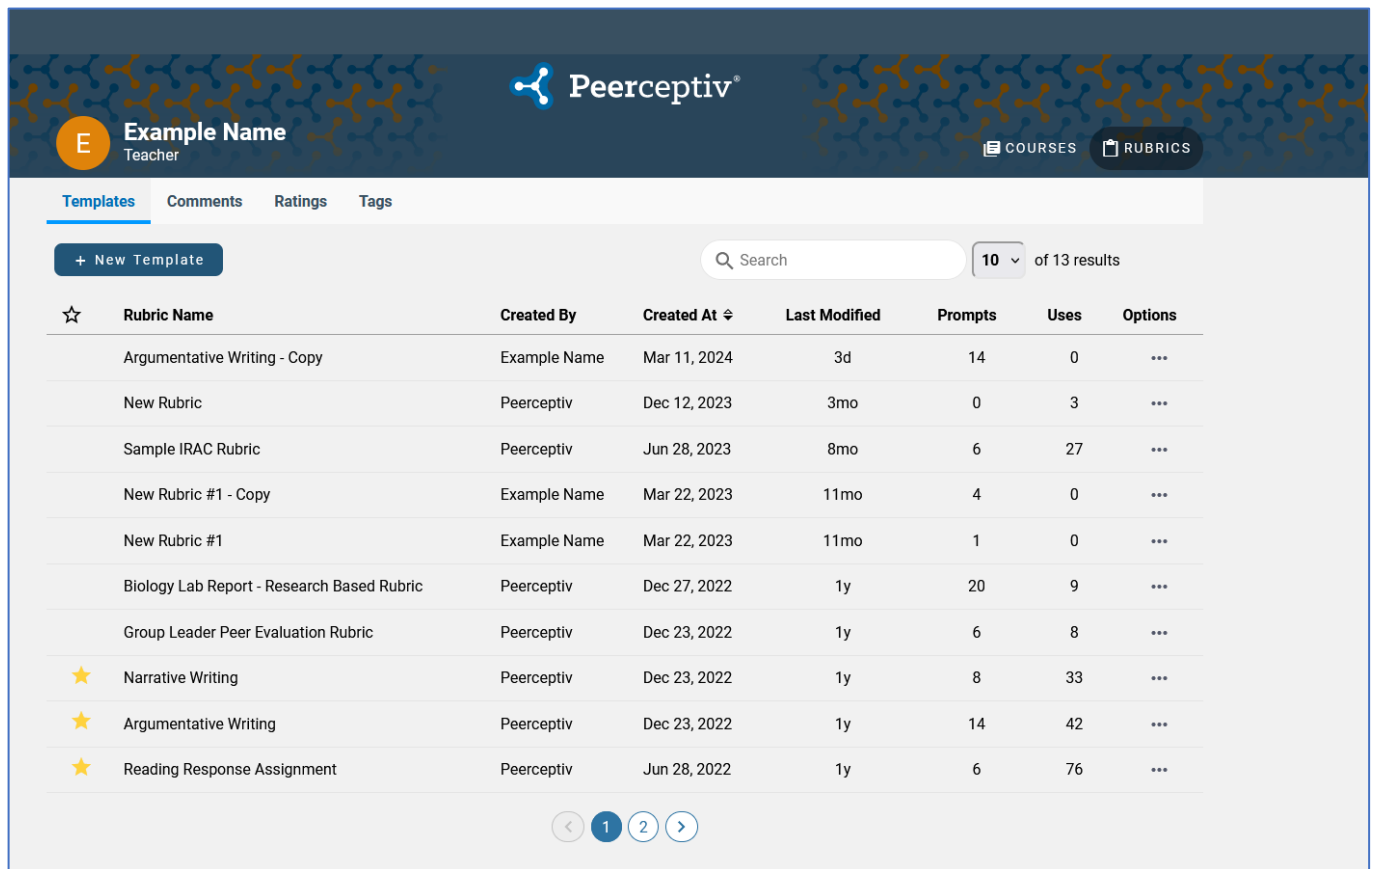 Peerceptiv®
E
Example Name
Teacher
COURSES RUBRICS
Templates Comments Ratings Tags
+ New Template Search 10 of 13 results
Rubric Name Created By Created At Last Modified Prompts Uses Options
Argumentative Writing - Copy Example Name Mar 11, 2024 3d 14 0 •••
New Rubric Peerceptiv Dec 12, 2023 3mo 0 3 •••
Sample IRAC Rubric Peerceptiv Jun 28, 2023 8mo 6 27 •••
New Rubric #1 - Copy Example Name Mar 22, 2023 11mo 4 0 •••
New Rubric #1 Example Name Mar 22, 2023 11mo 1 0 •••
Biology Lab Report - Research Based Rubric Peerceptiv Dec 27, 2022 1y 20 9 •••
Group Leader Peer Evaluation Rubric Peerceptiv Dec 23, 2022 1y 6 8 •••
Narrative Writing Peerceptiv Dec 23, 2022 1y 8 33 •••
Argumentative Writing Peerceptiv Dec 23, 2022 1y 14 42 •••
Reading Response Assignment Peerceptiv Jun 28, 2022 1y 6 76 •••
1 2